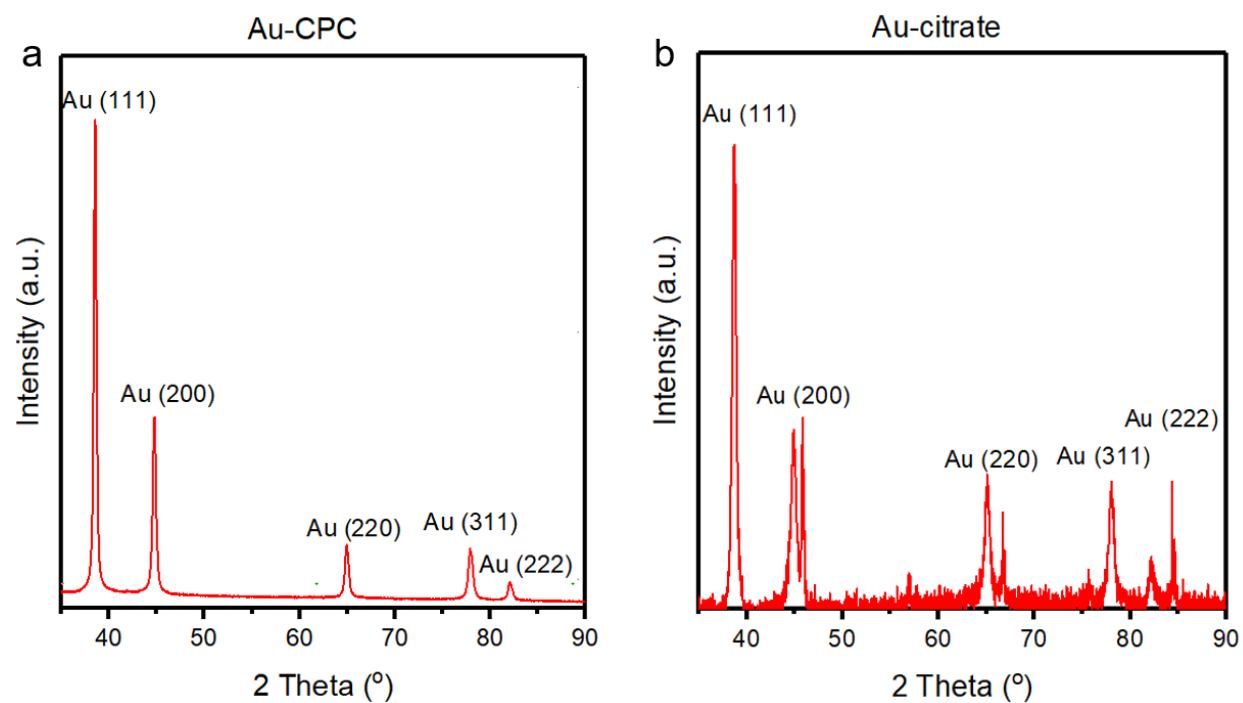 a
Au-CPC
Au (111)
Au (200)
Au (220)
Au (311)
Au (222)
Intensity (a.u.)
40 50 60 70 80 90
2 Theta (º)
b
Au-citrate
Au (111)
Au (200)
Au (220)
Au (311)
Au (222)
Intensity (a.u.)
40 50 60 70 80 90
2 Theta (º)